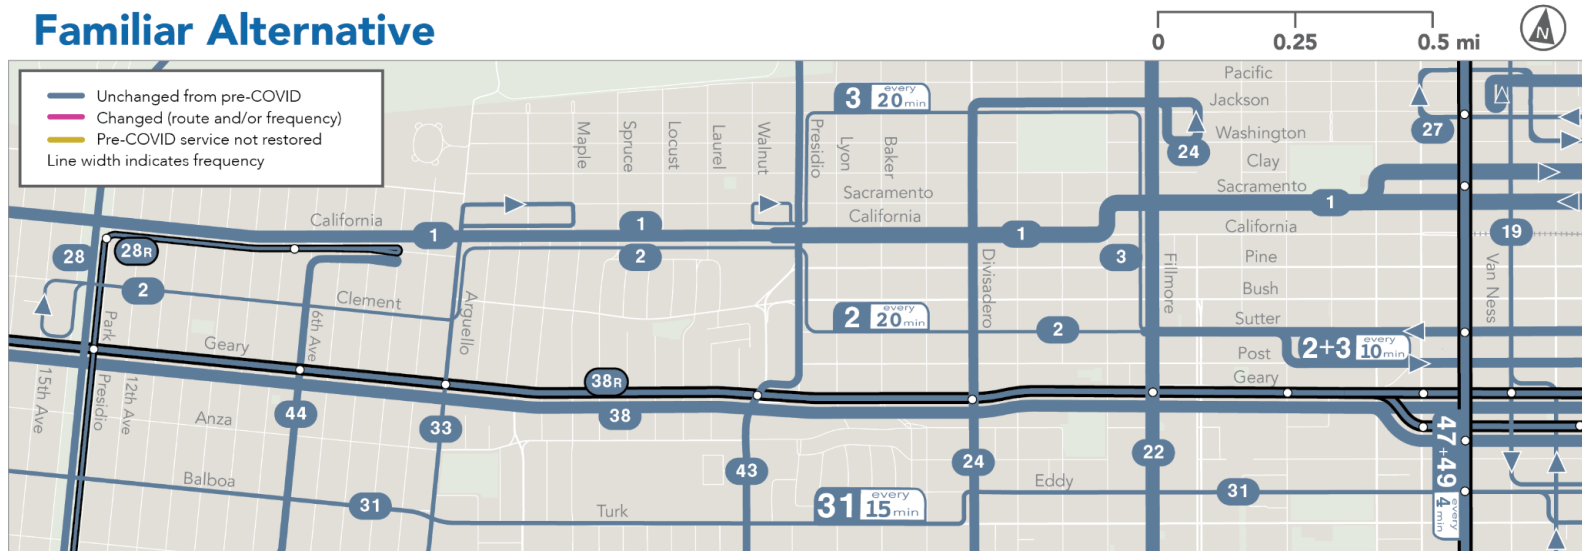 Familiar Alternative
0 0.25 0.5 mi
N
Unchanged from pre-COVID
Changed (route and/or frequency)
Pre-COVID service not restored
Line width indicates frequency
Maple
Spruce
Locust
Laurel
Walnut
Presidio
Lyon
Baker
3 every 20 min
Pacific
Jackson
Washington
Clay
Sacramento
California
Pine
Bush
Sutter
Post
Geary
24
27
Sacramento
California
California
1
1
1
1
2
28
28R
2
Clement
3
19
Divisadero
Fillmore
Van Ness
Arguello
Park
Presidio
6th Ave
15th Ave
12th Ave
Geary
2 every 20 min
2
2+3 every 10 min
38R
38
44
33
Anza
43
24
22
47+49 every 4 min
Balboa
31
Turk
31 every 15 min
Eddy
31